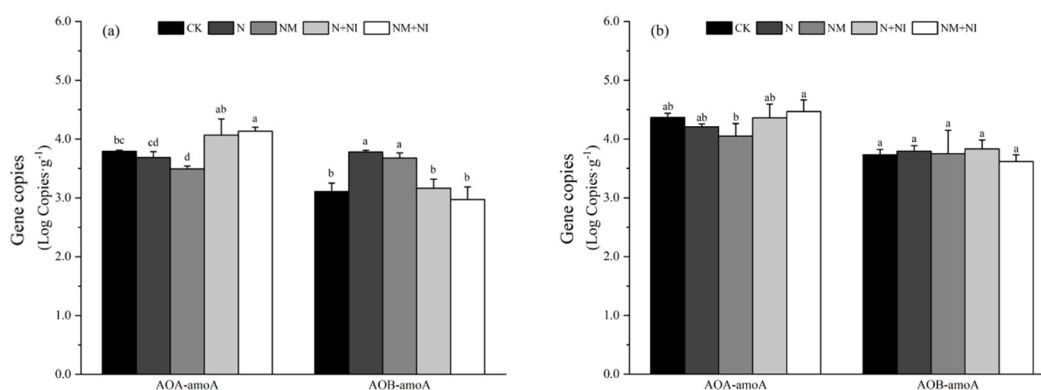 (a)
CK N NM N+NI NM+NI
6.0
5.0
4.0
3.0
2.0
1.0
0.0
Gene copies
(Log Copies·g⁻¹)
bc cd d ab a
b a a b b
AOA-amoA AOB-amoA
(b)
CK N NM N+NI NM+NI
6.0
5.0
4.0
3.0
2.0
1.0
0.0
Gene copies
(Log Copies·g⁻¹)
ab ab b ab a
a a a a a
AOA-amoA AOB-amoA